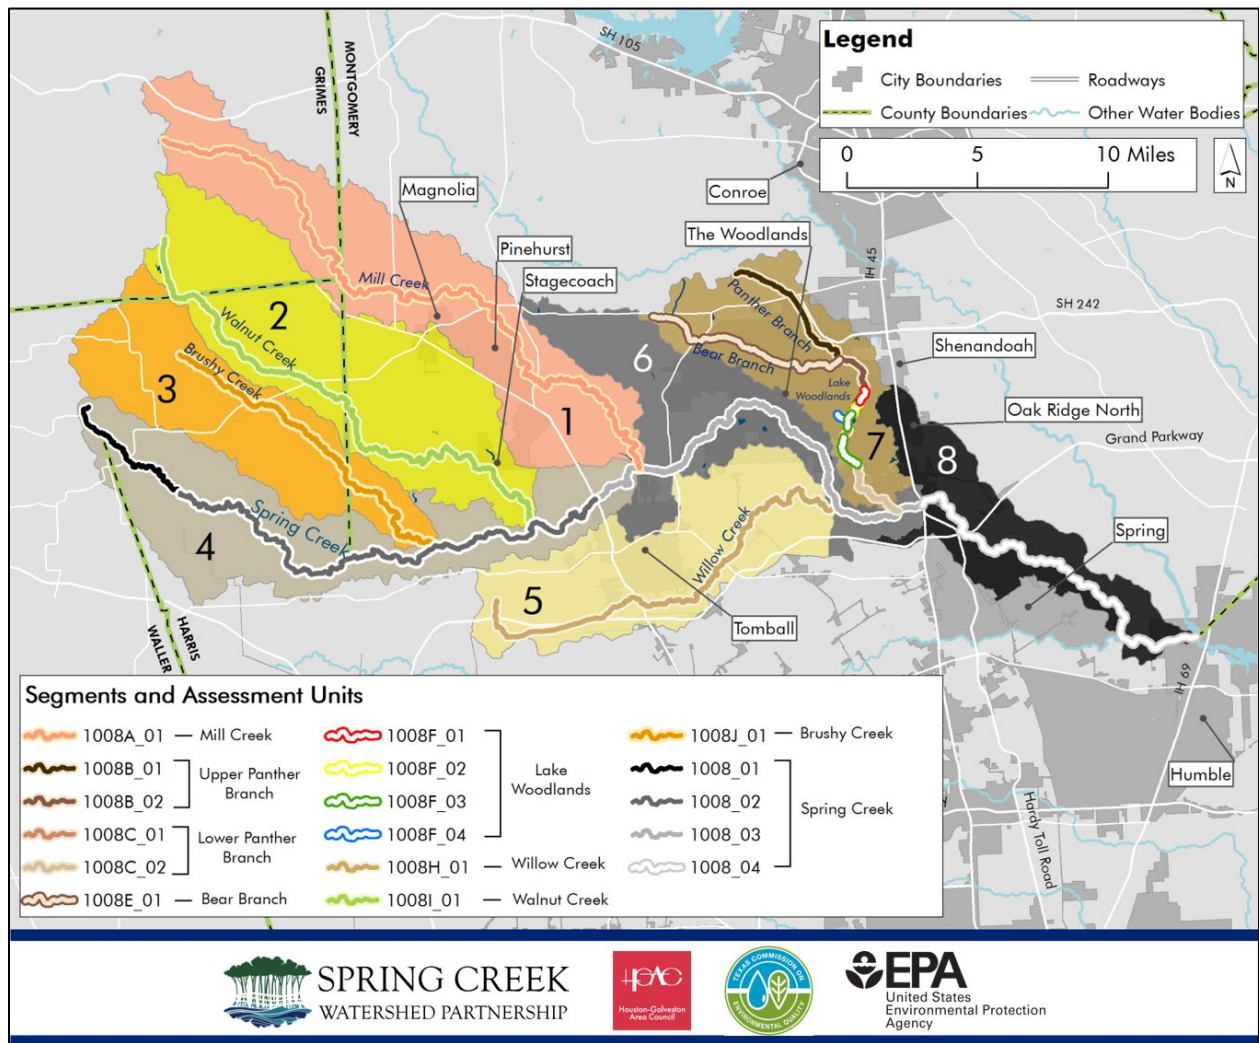 SH 105
MONTGOMERY
GRIMES
Legend
City Boundaries
Roadways
County Boundaries
Other Water Bodies
0 5 10 Miles
N
Conroe
Magnolia
Pinehurst
Stagecoach
The Woodlands
IH 45
SH 242
Mill Creek
Panther Branch
Bear Branch
Lake
Woodlands
Shenandoah
Oak Ridge North
Grand Parkway
Walnut Creek
Brushy Creek
Spring Creek
Willow Creek
1
2
3
4
5
6
7
8
Spring
Tomball
Humble
HARRIS
WALLER
IH 69
Hardy Toll Road
Segments and Assessment Units
1008A_01 — Mill Creek
1008B_01
1008B_02
Upper Panther
Branch
1008C_01
1008C_02
Lower Panther
Branch
1008E_01 — Bear Branch
1008F_01
1008F_02
1008F_03
1008F_04
Lake
Woodlands
1008H_01 — Willow Creek
1008I_01 — Walnut Creek
1008J_01 — Brushy Creek
1008_01
1008_02
1008_03
1008_04
Spring Creek
SPRING CREEK
WATERSHED PARTNERSHIP
Houston-Galveston
Area Council
TEXAS COMMISSION ON
ENVIRONMENTAL QUALITY
EPA
United States
Environmental Protection
Agency